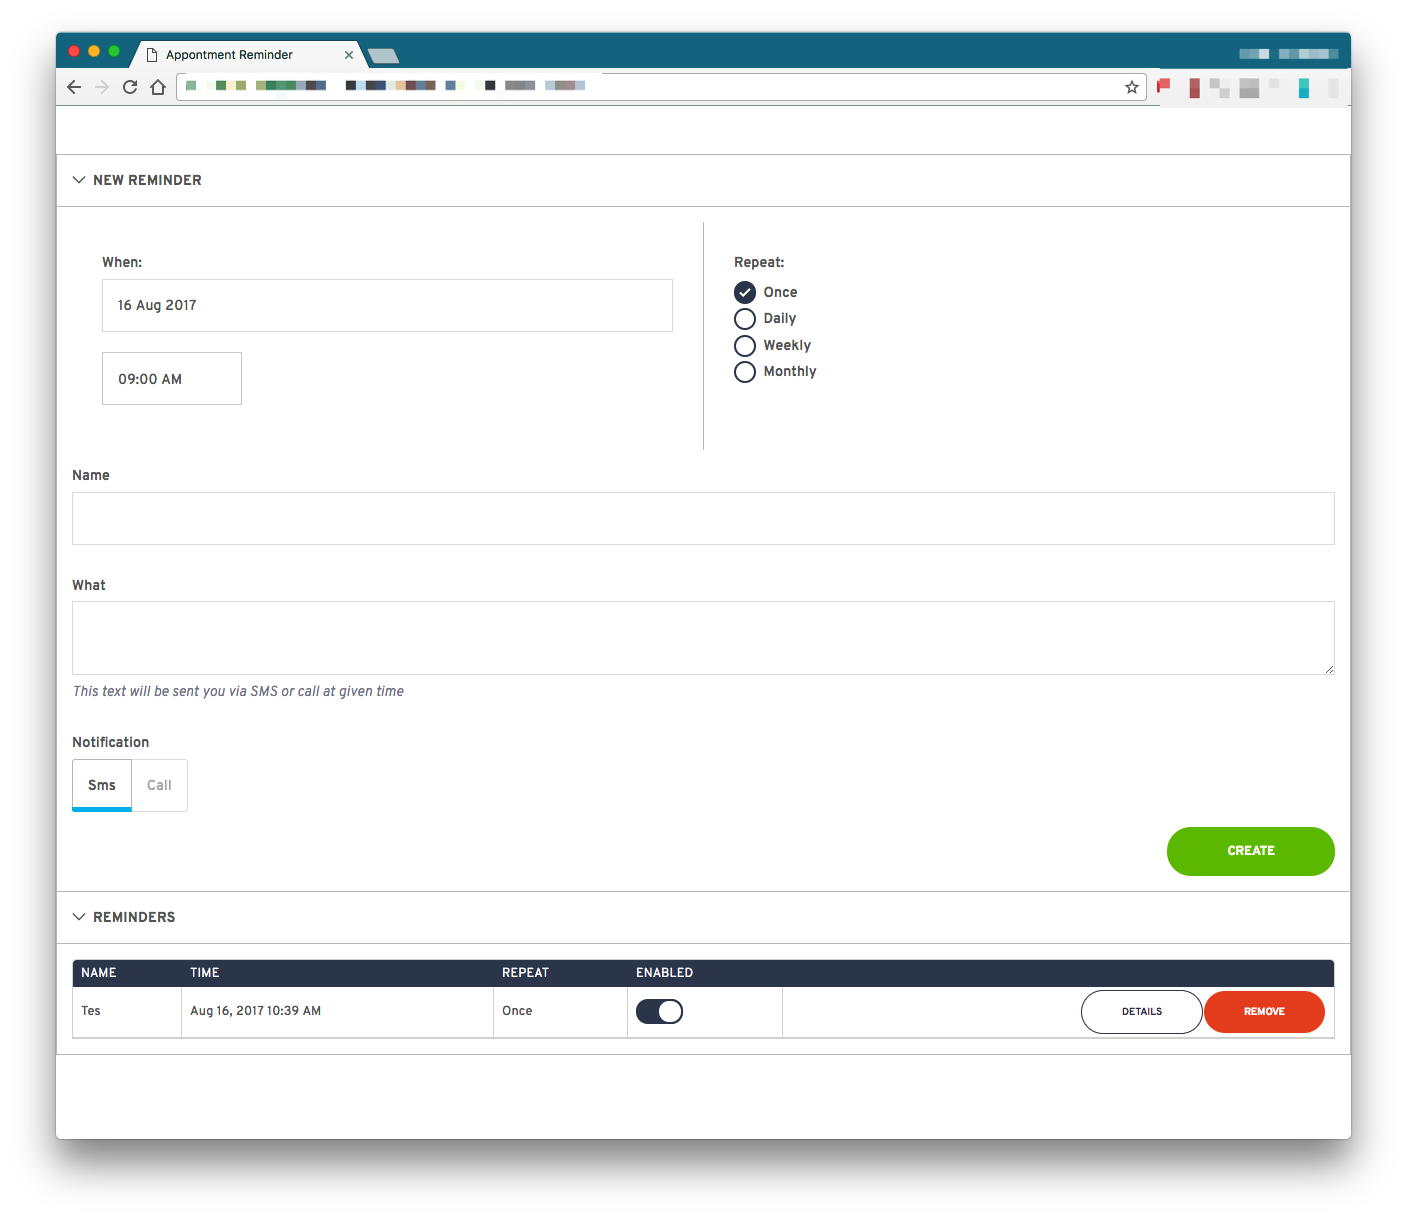 Appontment Reminder
NEW REMINDER
When:
16 Aug 2017
09:00 AM
Repeat:
Once
Daily
Weekly
Monthly
Name
What
This text will be sent you via SMS or call at given time
Notification
Sms Call
CREATE
REMINDERS
NAME TIME REPEAT ENABLED
Tes Aug 16, 2017 10:39 AM Once DETAILS REMOVE